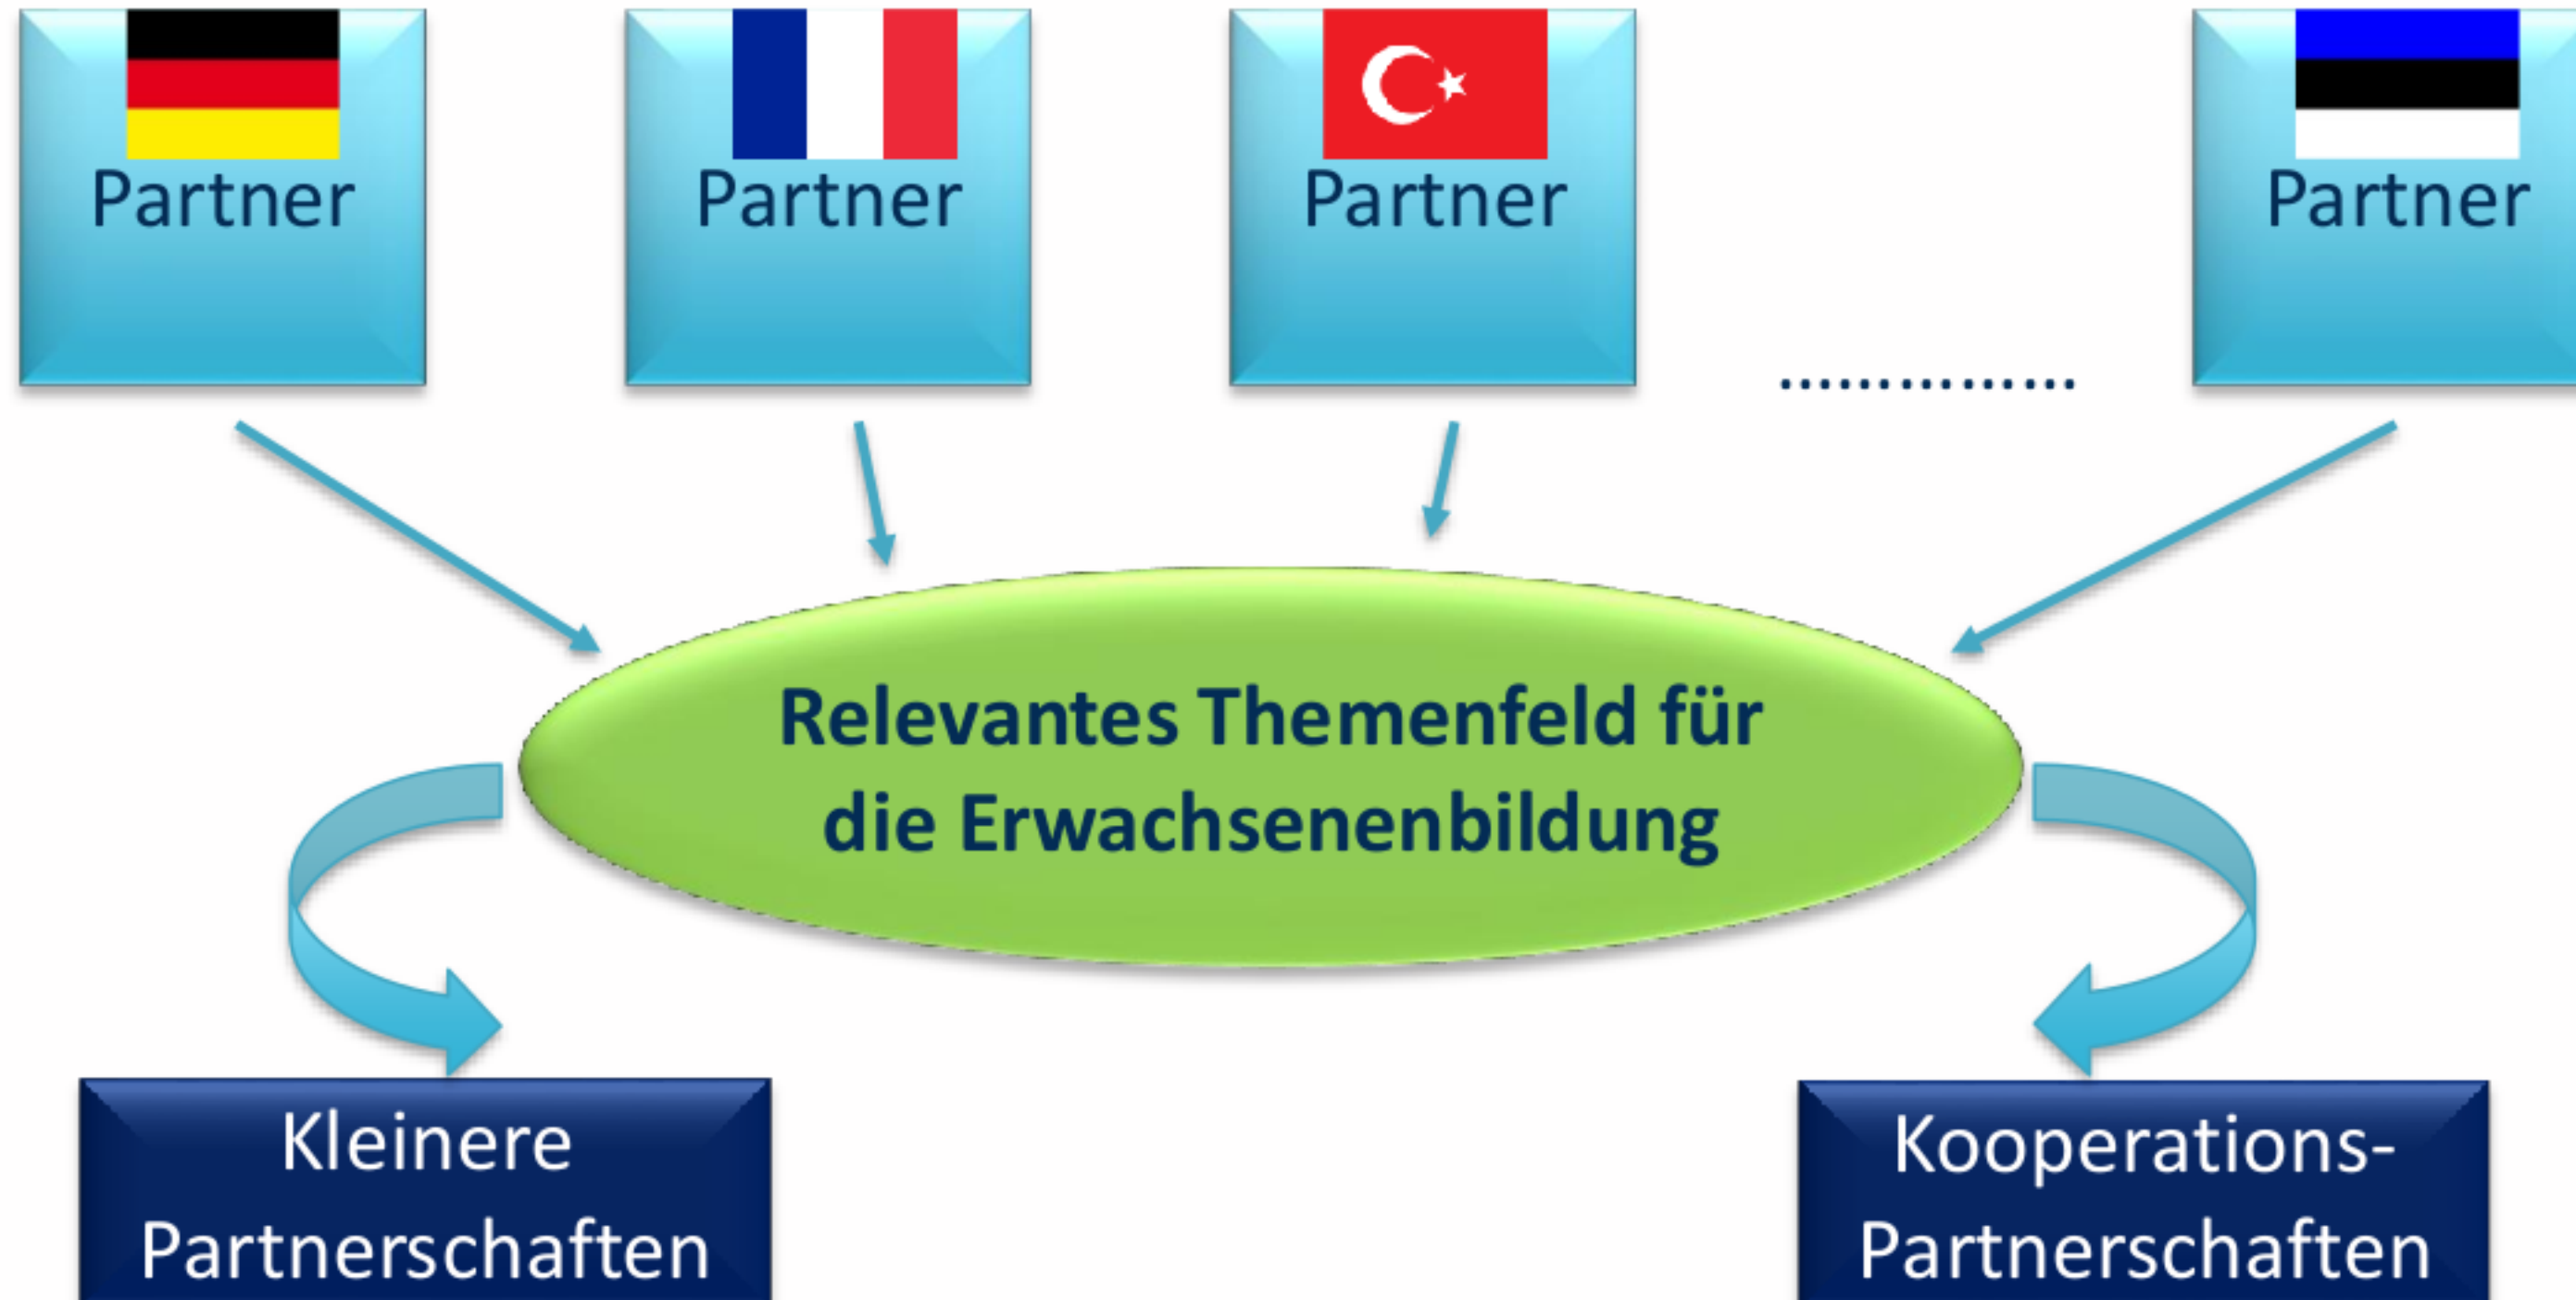 Partner
Partner
Partner
Partner
...............
Relevantes Themenfeld für
die Erwachsenenbildung
Kleinere
Partnerschaften
Kooperations-
Partnerschaften